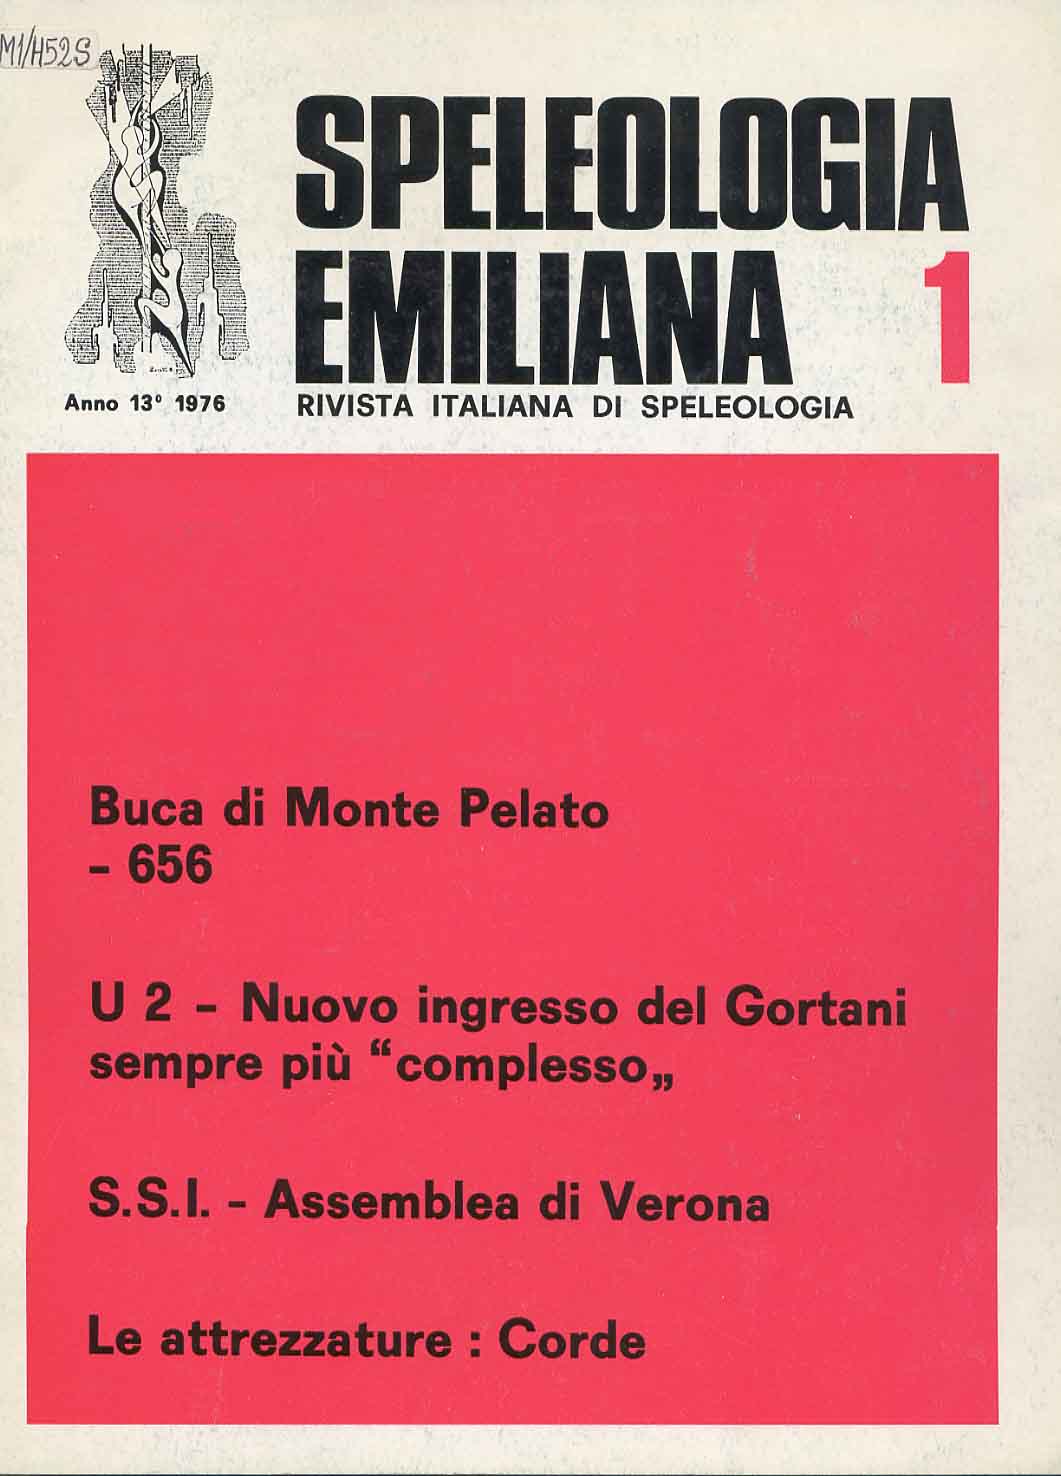 M1/H52S
SPELEOLOGIA
EMILIANA 1
Anno 13° 1976
RIVISTA ITALIANA DI SPELEOLOGIA
Buca di Monte Pelato
- 656
U 2 - Nuovo ingresso del Gortani
sempre più “complesso„
S.S.I. - Assemblea di Verona
Le attrezzature : Corde